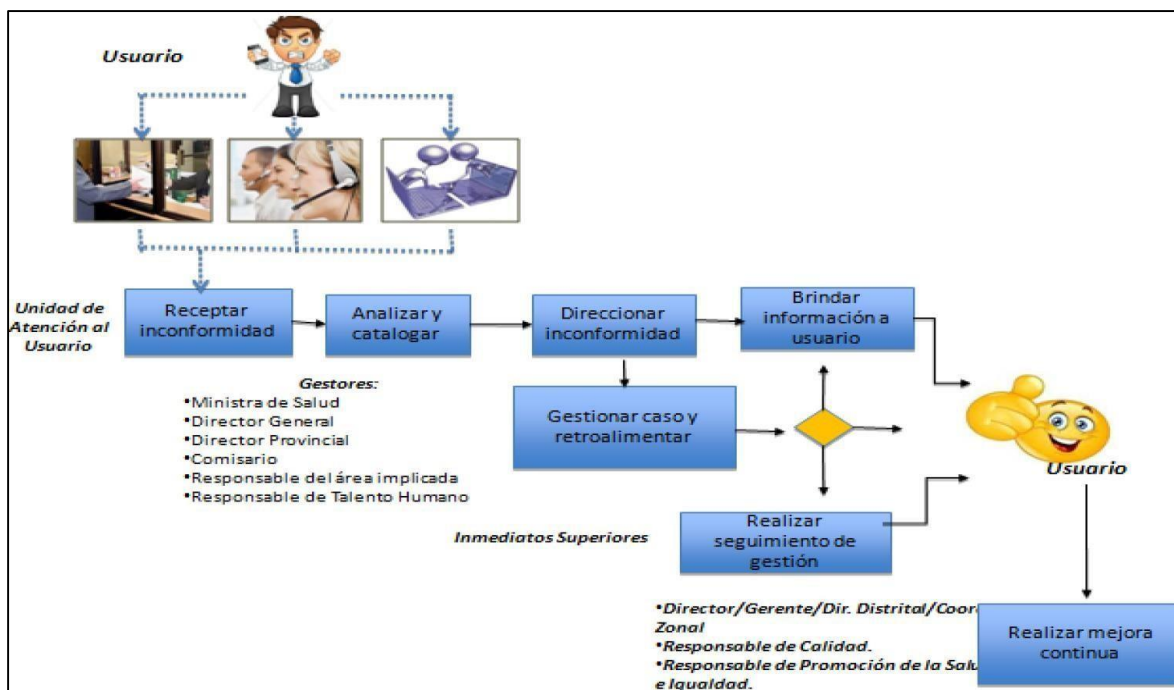 Usuario
Unidad de
Atención al
Usuario
Receptar
inconformidad
Analizar y
catalogar
Direccionar
inconformidad
Brindar
información a
usuario
Gestores:
•Ministra de Salud
•Director General
•Director Provincial
•Comisario
•Responsable del área implicada
•Responsable de Talento Humano
Gestionar caso y
retroalimentar
Usuario
Inmediatos Superiores
Realizar
seguimiento de
gestión
•Director/Gerente/Dir. Distrital/Coor
Zonal
•Responsable de Calidad.
•Responsable de Promoción de la Salu
e Igualdad.
Realizar mejora
continua